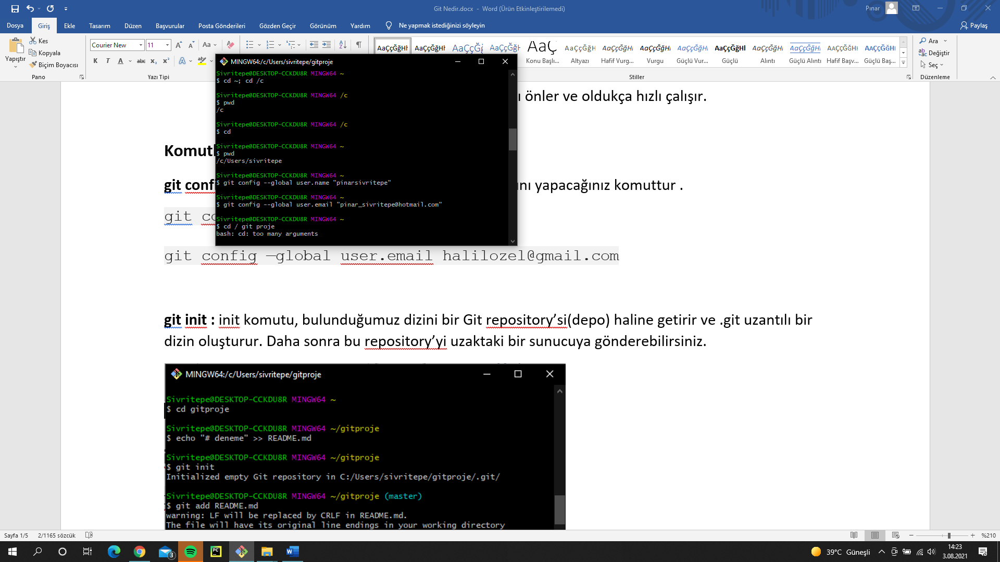 Git Nedir.docx - Word (Ürün Etkinleştirilemedi)
Pınar
Dosya Giriş Ekle Tasarım Düzen Başvurular Posta Gönderileri Gözden Geçir Görünüm Yardım Ne yapmak istediğinizi söyleyin Paylaş
Yapıştır
Kes
Kopyala
Biçim Boyacısı
Pano
Courier New 11
Aa
K T A abc x₂ x² A ab
Yazı Tipi
AaÇçĞğHł AaÇçĞğHł AaÇçĞğ AaÇçĞğH AaÇ AaÇçĞğH AaÇçĞğHı AaÇçĞğHı AaÇçĞğHı AaÇçĞğHł AaÇçĞğHı AaÇçĞğHı AAÇÇĞĞHI AAÇÇĞĞHI
Konu Başlı... Altyazı Hafif Vurg... Vurgu Güçlü Vur... Güçlü Alıntı Güçlü Alıntı Hafif Başv... Güçlü Baş...
Stiller
Ara
Değiştir
Seç
Düzenleme
MINGW64:/c/Users/sivritepe/gitproje
Sivritepe@DESKTOP-CCKDU8R MINGW64 ~
$ cd ~; cd /c
Sivritepe@DESKTOP-CCKDU8R MINGW64 /c
$ pwd
/c
Sivritepe@DESKTOP-CCKDU8R MINGW64 /c
$ cd
Sivritepe@DESKTOP-CCKDU8R MINGW64 ~
$ pwd
/c/Users/sivritepe
Sivritepe@DESKTOP-CCKDU8R MINGW64 ~
$ git config --global user.name "pinarsivritepe"
Sivritepe@DESKTOP-CCKDU8R MINGW64 ~
$ git config --global user.email "pinar_sivritepe@hotmail.com"
Sivritepe@DESKTOP-CCKDU8R MINGW64 ~
$ cd / git proje
bash: cd: too many arguments
ı önler ve oldukça hızlı çalışır.
Komut
git conf
nı yapacağınız komuttur .
git co
git config —global user.email halilozel@gmail.com
git init : init komutu, bulunduğumuz dizini bir Git repository’si(depo) haline getirir ve .git uzantılı bir
dizin oluşturur. Daha sonra bu repository’yi uzaktaki bir sunucuya gönderebilirsiniz.
MINGW64:/c/Users/sivritepe/gitproje
Sivritepe@DESKTOP-CCKDU8R MINGW64 ~
$ cd gitproje
Sivritepe@DESKTOP-CCKDU8R MINGW64 ~/gitproje
$ echo "# deneme" >> README.md
Sivritepe@DESKTOP-CCKDU8R MINGW64 ~/gitproje
$ git init
Initialized empty Git repository in C:/Users/sivritepe/gitproje/.git/
Sivritepe@DESKTOP-CCKDU8R MINGW64 ~/gitproje (master)
$ git add README.md
warning: LF will be replaced by CRLF in README.md.
The file will have its original line endings in your working directory
Sayfa 1/5 2/1165 sözcük
%210
3
39°C Güneşli
14:23
3.08.2021